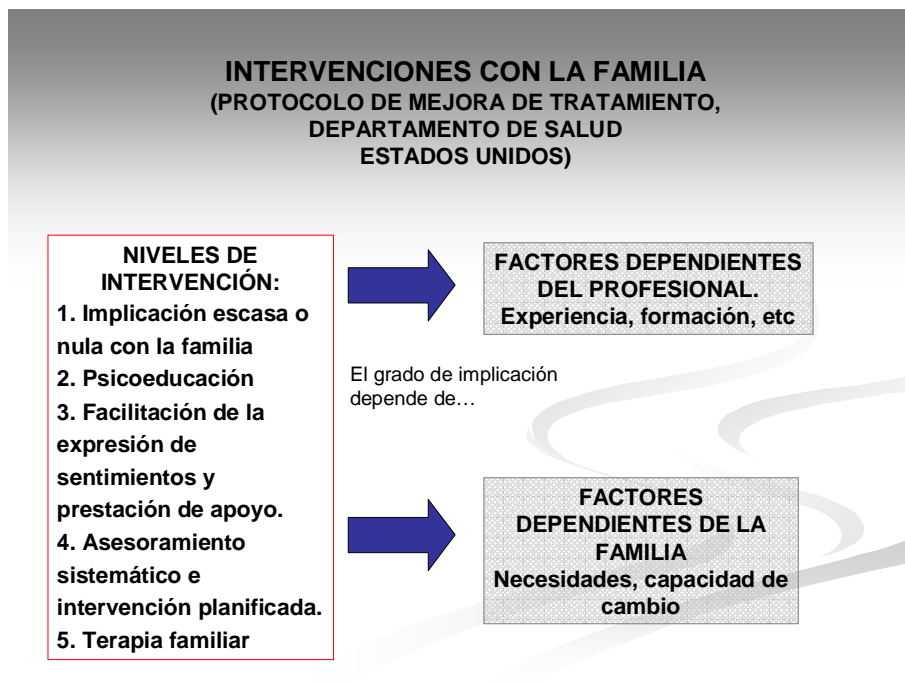 INTERVENCIONES CON LA FAMILIA
(PROTOCOLO DE MEJORA DE TRATAMIENTO,
DEPARTAMENTO DE SALUD
ESTADOS UNIDOS)
NIVELES DE
INTERVENCIÓN:
1. Implicación escasa o
nula con la familia
2. Psicoeducación
3. Facilitación de la
expresión de
sentimientos y
prestación de apoyo.
4. Asesoramiento
sistemático e
intervención planificada.
5. Terapia familiar
El grado de implicación
depende de…
FACTORES DEPENDIENTES
DEL PROFESIONAL.
Experiencia, formación, etc
FACTORES
DEPENDIENTES DE LA
FAMILIA
Necesidades, capacidad de
cambio